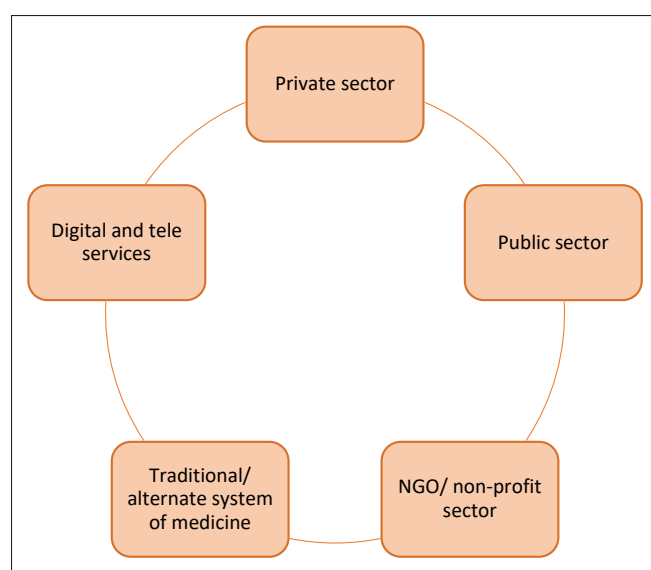 Private sector
Public sector
NGO/ non-profit
sector
Traditional/
alternate system
of medicine
Digital and tele
services